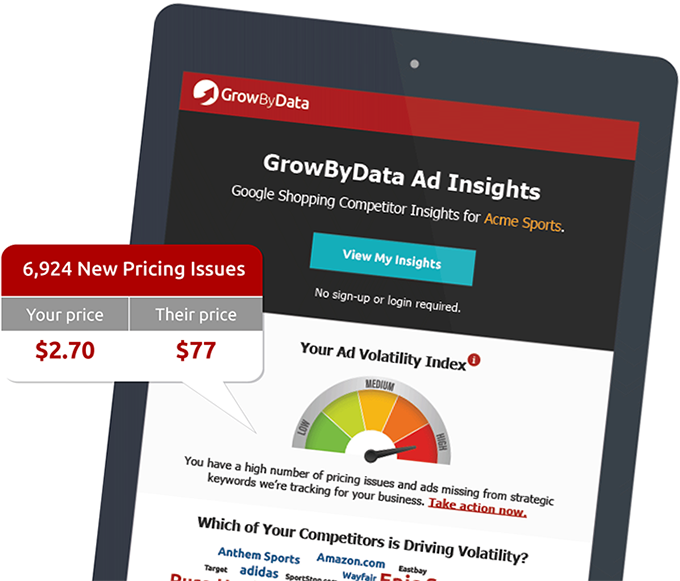 GrowByData
GrowByData Ad Insights
Google Shopping Competitor Insights for Acme Sports.
View My Insights
No sign-up or login required.
6,924 New Pricing Issues
Your price Their price
$2.70 $77
Your Ad Volatility Index i
LOW MEDIUM HIGH
You have a high number of pricing issues and ads missing from strategic
keywords we're tracking for your business. Take action now.
Which of Your Competitors is Driving Volatility?
Anthem Sports Amazon.com Eastbay
Target adidas Wayfair